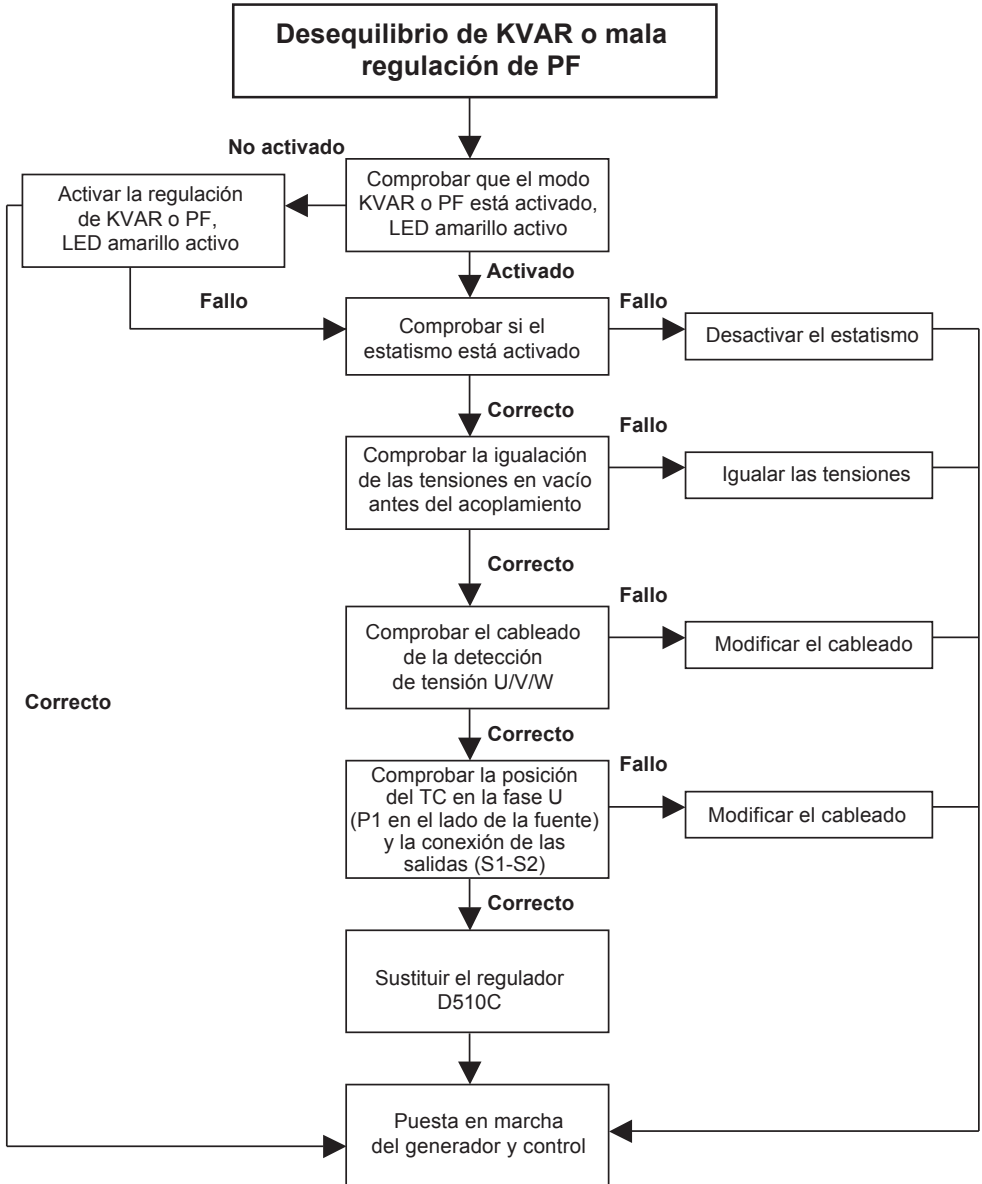 Desequilibrio de KVAR o mala
regulación de PF
No activado
Comprobar que el modo
KVAR o PF está activado,
LED amarillo activo
Activar la regulación
de KVAR o PF,
LED amarillo activo
Activado
Fallo
Comprobar si el
estatismo está activado
Fallo
Desactivar el estatismo
Correcto
Comprobar la igualación
de las tensiones en vacío
antes del acoplamiento
Fallo
Igualar las tensiones
Correcto
Comprobar el cableado
de la detección
de tensión U/V/W
Fallo
Modificar el cableado
Correcto
Correcto
Comprobar la posición
del TC en la fase U
(P1 en el lado de la fuente)
y la conexión de las
salidas (S1-S2)
Fallo
Modificar el cableado
Correcto
Sustituir el regulador
D510C
Puesta en marcha
del generador y control